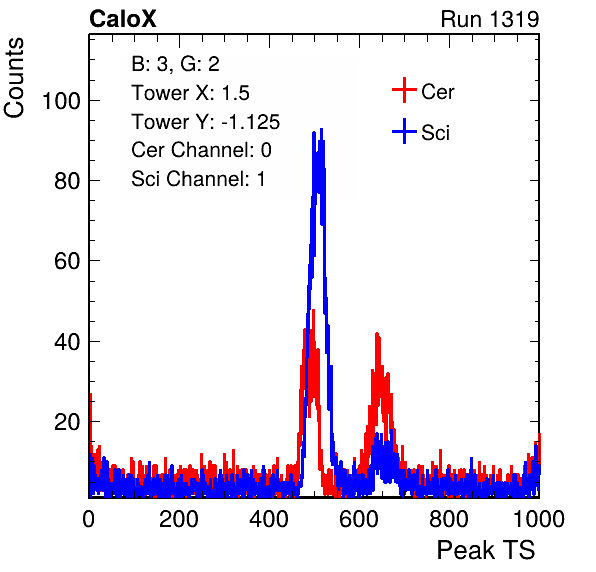 CaloX Run 1319
Counts
B: 3, G: 2
Tower X: 1.5
Tower Y: -1.125
Cer Channel: 0
Sci Channel: 1
Cer
Sci
100
80
60
40
20
0 200 400 600 800 1000
Peak TS